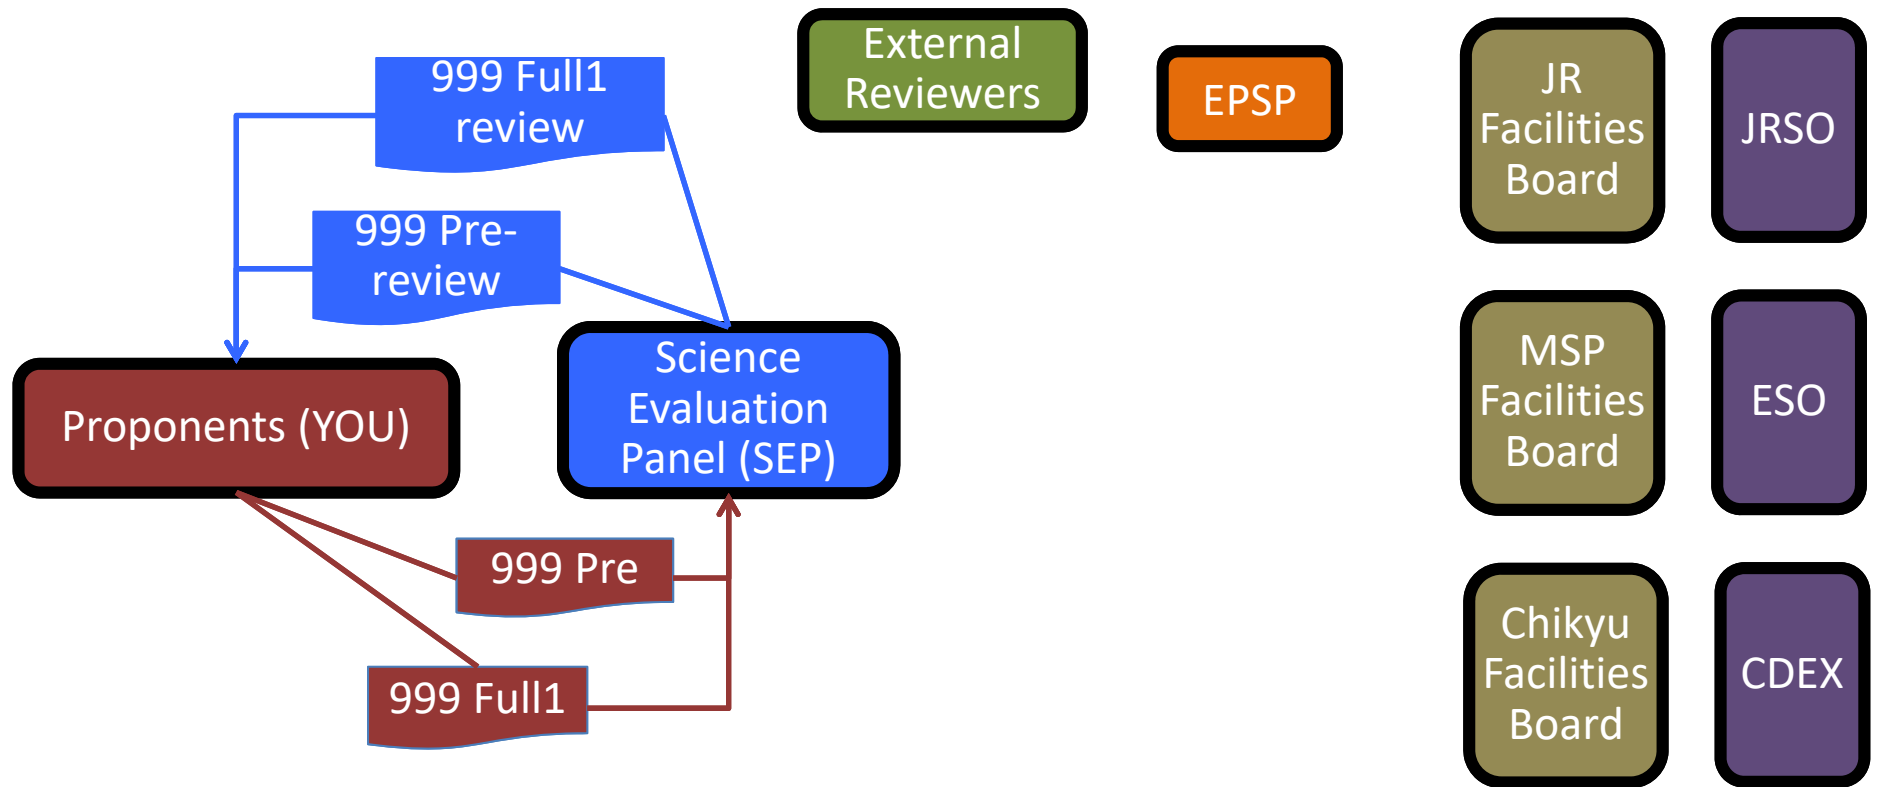 999 Full1
review
999 Pre-
review
External
Reviewers
EPSP
JR
Facilities
Board
JRSO
Proponents (YOU)
Science
Evaluation
Panel (SEP)
MSP
Facilities
Board
ESO
999 Pre
999 Full1
Chikyu
Facilities
Board
CDEX